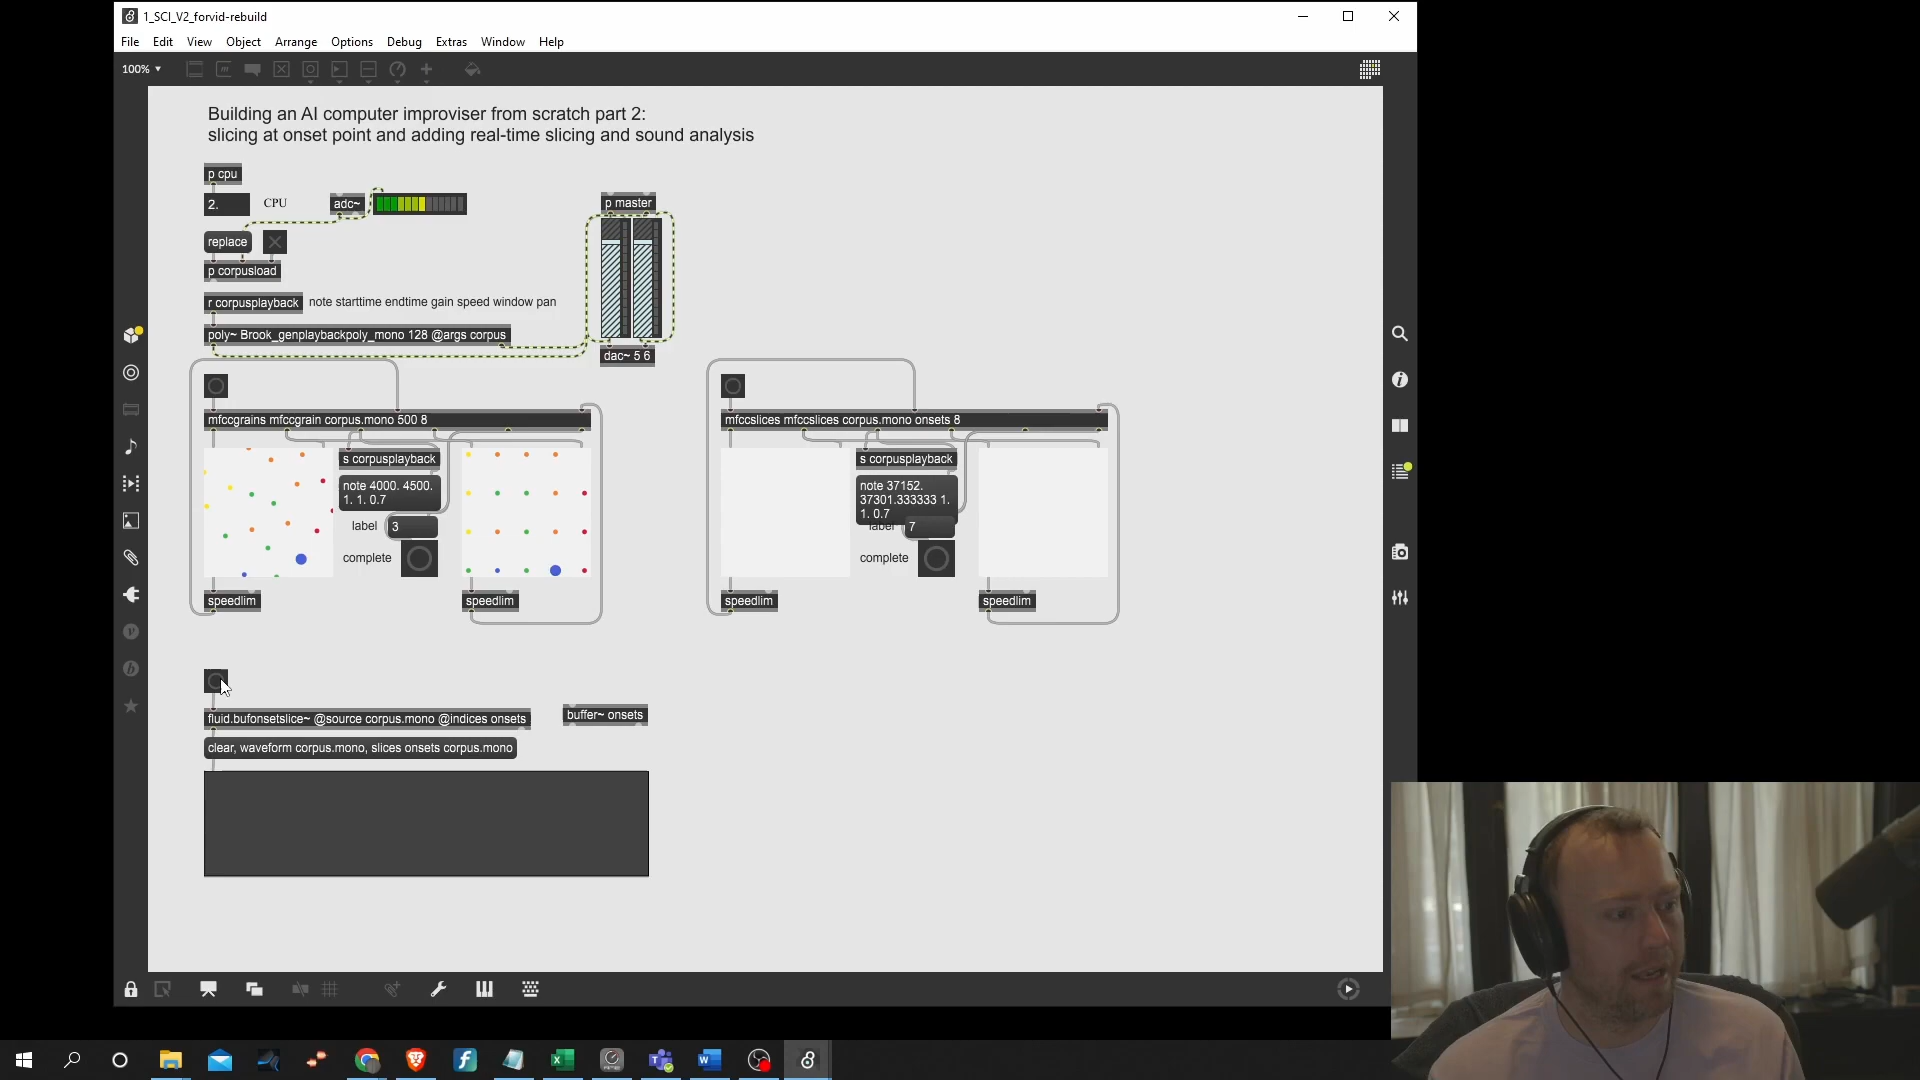 1_SCI_V2_forvid-rebuild
File Edit View Object Arrange Options Debug Extras Window Help
100%
Building an AI computer improviser from scratch part 2:
slicing at onset point and adding real-time slicing and sound analysis
p cpu
2. CPU adc~
p master
replace
p corpusload
r corpusplayback note starttime endtime gain speed window pan
poly~ Brook_genplaybackpoly_mono 128 @args corpus
dac~ 5 6
mfccgrains mfccgrain corpus.mono 500 8
s corpusplayback
note 4000. 4500.
1. 1. 0.7
label 3
complete
speedlim
speedlim
mfccslices mfccslices corpus.mono onsets 8
s corpusplayback
note 37152.
37301.333333 1.
1. 0.7
label 7
complete
speedlim
speedlim
fluid.bufonsetslice~ @source corpus.mono @indices onsets
buffer~ onsets
clear, waveform corpus.mono, slices onsets corpus.mono